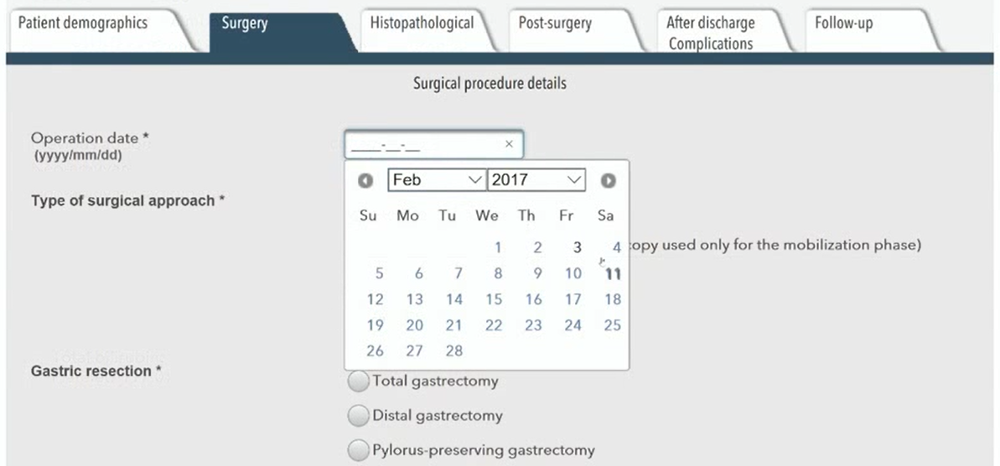 Patient demographics
Surgery
Histopathological
Post-surgery
After discharge
Complications
Follow-up
Surgical procedure details
Operation date *
(yyyy/mm/dd)
____-__-__ ×
Feb 2017
Su Mo Tu We Th Fr Sa
1 2 3 4
5 6 7 8 9 10 11
12 13 14 15 16 17 18
19 20 21 22 23 24 25
26 27 28
Type of surgical approach *
copy used only for the mobilization phase)
Gastric resection *
Total gastrectomy
Distal gastrectomy
Pylorus-preserving gastrectomy